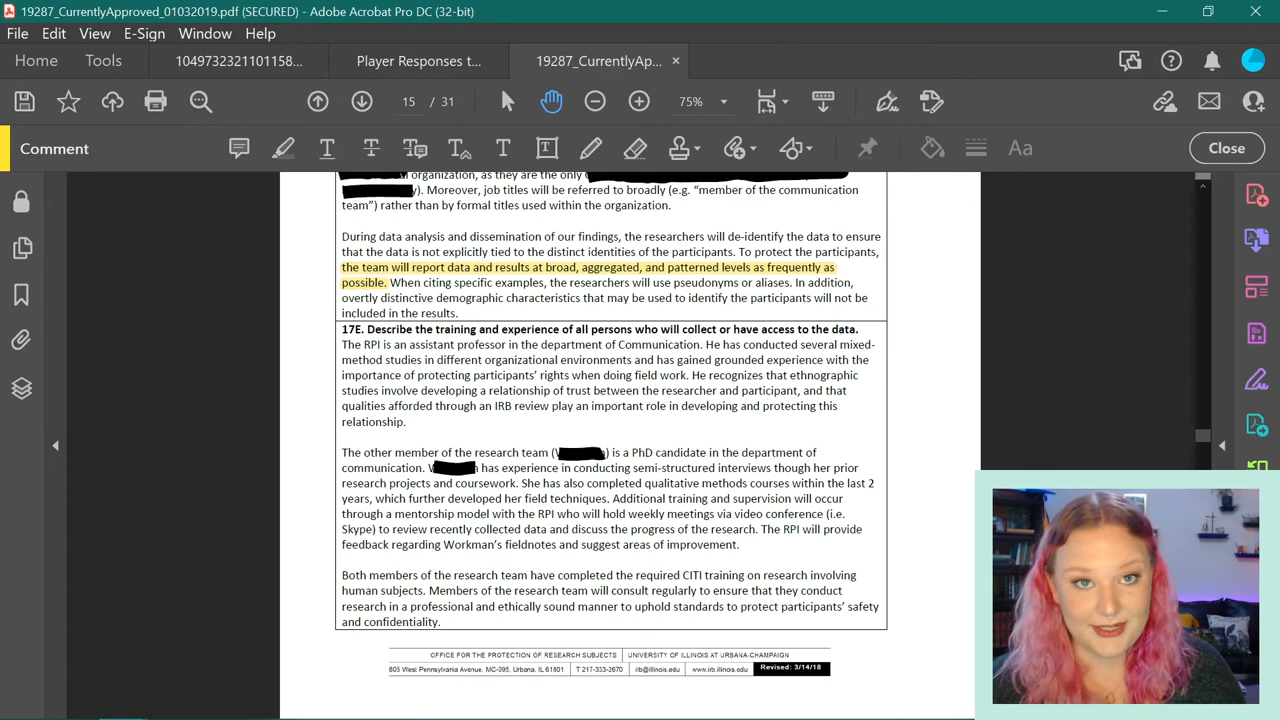 19287_CurrentlyApproved_01032019.pdf (SECURED) - Adobe Acrobat Pro DC (32-bit)
File Edit View E-Sign Window Help
Home Tools 1049732321101158... Player Responses t... 19287_CurrentlyAp... ×
15 / 31 75%
Comment Close
organization, as they are the only
y). Moreover, job titles will be referred to broadly (e.g. “member of the communication
team”) rather than by formal titles used within the organization.
During data analysis and dissemination of our findings, the researchers will de-identify the data to ensure
that the data is not explicitly tied to the distinct identities of the participants. To protect the participants,
the team will report data and results at broad, aggregated, and patterned levels as frequently as
possible. When citing specific examples, the researchers will use pseudonyms or aliases. In addition,
overtly distinctive demographic characteristics that may be used to identify the participants will not be
included in the results.
17E. Describe the training and experience of all persons who will collect or have access to the data.
The RPI is an assistant professor in the department of Communication. He has conducted several mixed-
method studies in different organizational environments and has gained grounded experience with the
importance of protecting participants’ rights when doing field work. He recognizes that ethnographic
studies involve developing a relationship of trust between the researcher and participant, and that
qualities afforded through an IRB review play an important role in developing and protecting this
relationship.
The other member of the research team ( ) is a PhD candidate in the department of
communication. has experience in conducting semi-structured interviews though her prior
research projects and coursework. She has also completed qualitative methods courses within the last 2
years, which further developed her field techniques. Additional training and supervision will occur
through a mentorship model with the RPI who will hold weekly meetings via video conference (i.e.
Skype) to review recently collected data and discuss the progress of the research. The RPI will provide
feedback regarding Workman’s fieldnotes and suggest areas of improvement.
Both members of the research team have completed the required CITI training on research involving
human subjects. Members of the research team will consult regularly to ensure that they conduct
research in a professional and ethically sound manner to uphold standards to protect participants’ safety
and confidentiality.
OFFICE FOR THE PROTECTION OF RESEARCH SUBJECTS | UNIVERSITY OF ILLINOIS AT URBANA-CHAMPAIGN
805 West Pennsylvania Avenue, MC-095, Urbana, IL 61801 | T 217-333-2670 | irb@illinois.edu | www.irb.illinois.edu Revised: 3/14/18